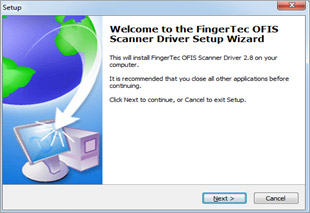 Setup
Welcome to the FingerTec OFIS
Scanner Driver Setup Wizard
This will install FingerTec OFIS Scanner Driver 2.8 on your
computer.
It is recommended that you close all other applications before
continuing.
Click Next to continue, or Cancel to exit Setup.
Next >
Cancel